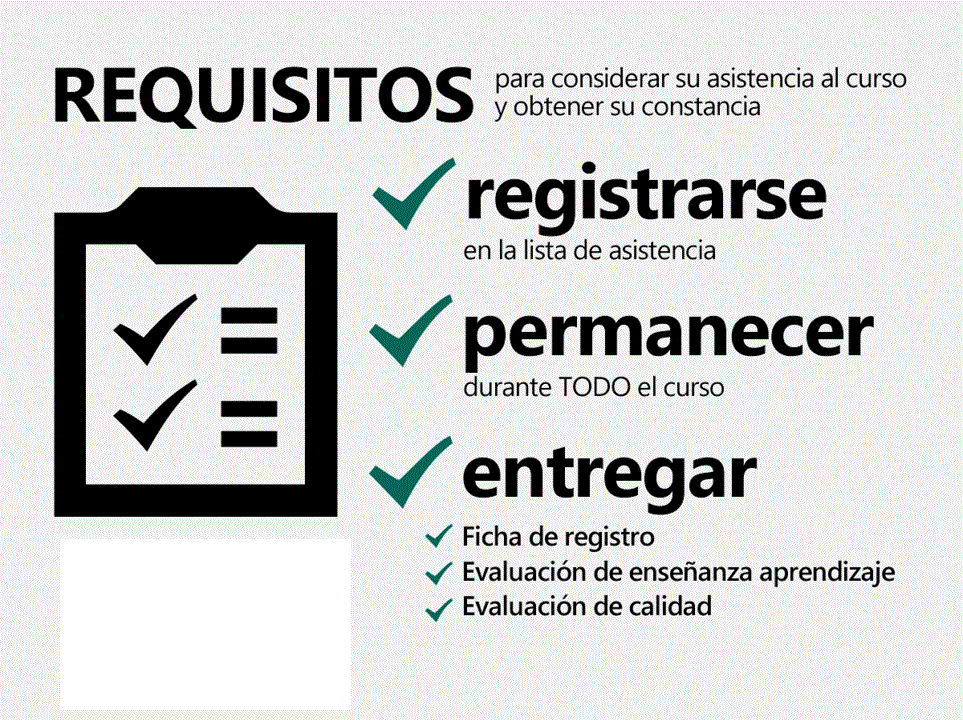 REQUISITOS
para considerar su asistencia al curso
y obtener su constancia
registrarse
en la lista de asistencia
permanecer
durante TODO el curso
entregar
Ficha de registro
Evaluación de enseñanza aprendizaje
Evaluación de calidad